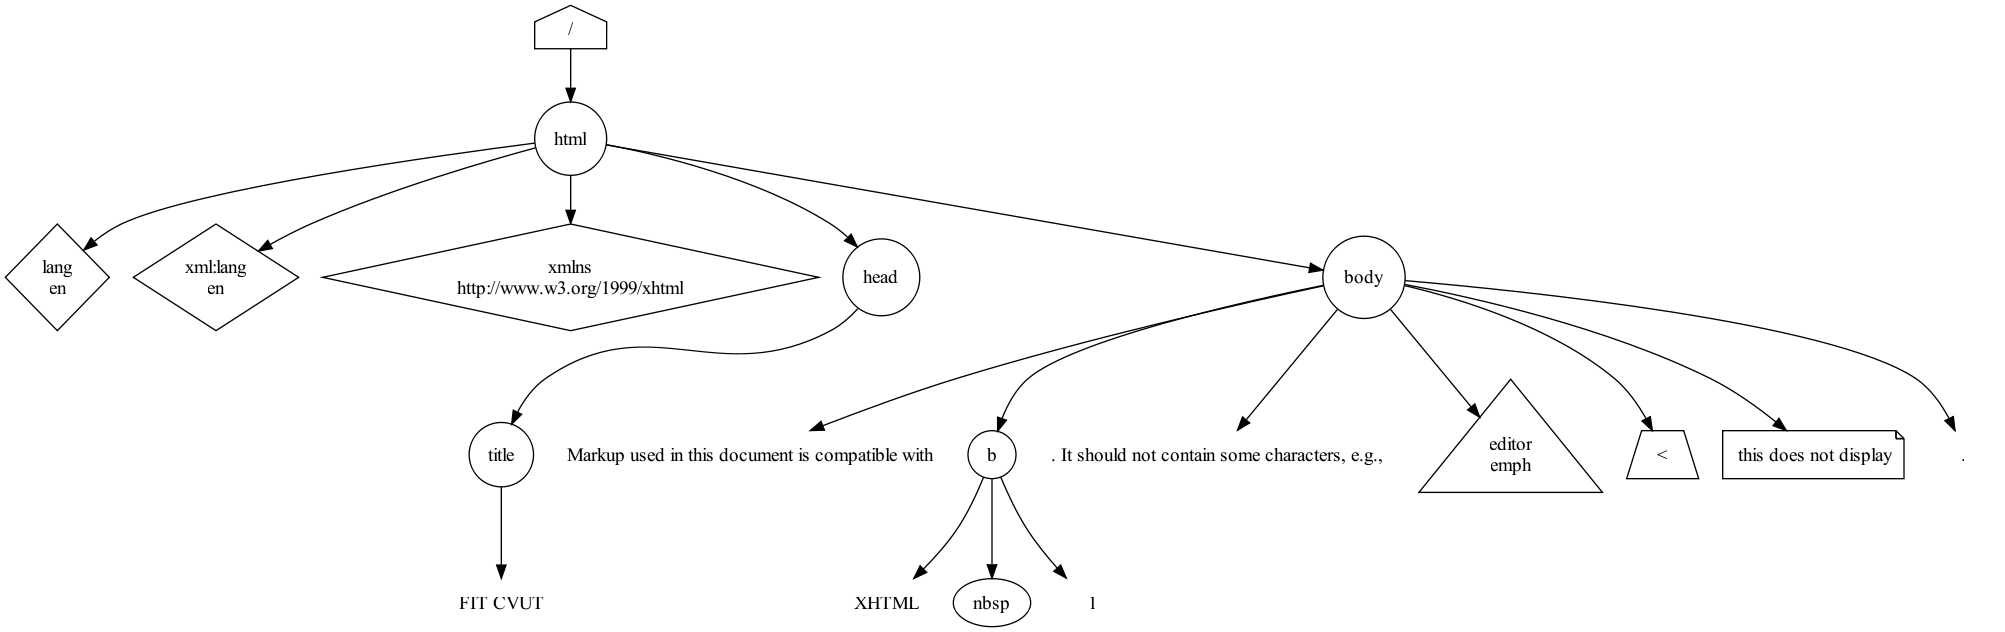 /
html
lang
en
xml:lang
en
xmlns
http://www.w3.org/1999/xhtml
head
body
title
Markup used in this document is compatible with
b
. It should not contain some characters, e.g.,
editor
emph
<
this does not display
.
FIT CVUT
XHTML
nbsp
1